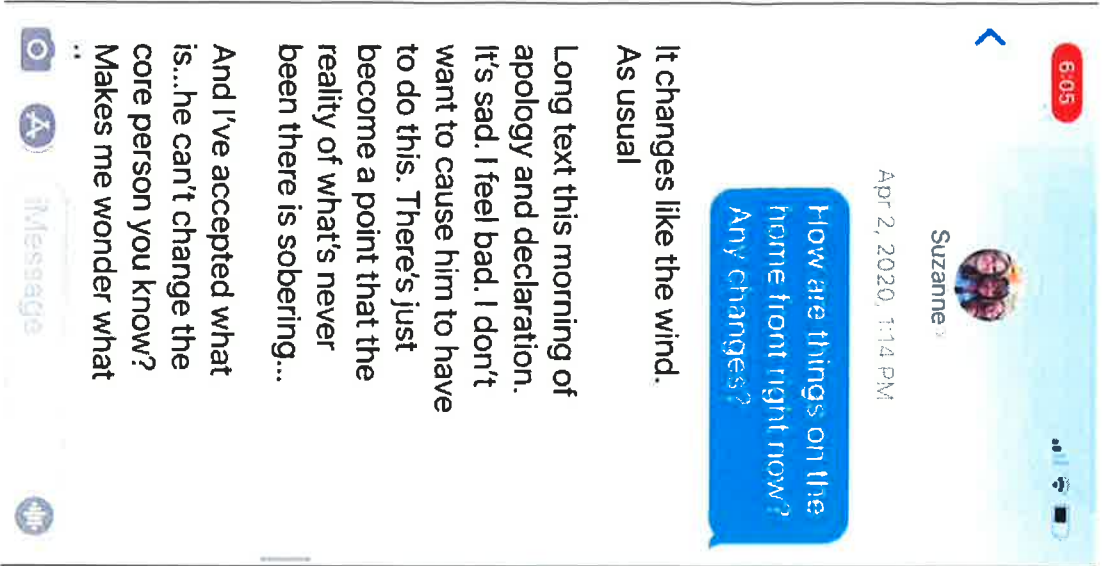 6:05
Suzanne >
Apr 2, 2020, 1:14 PM
How are things on the
home front right now?
Any changes?
It changes like the wind.
As usual
Long text this morning of
apology and declaration.
It's sad. I feel bad. I don't
want to cause him to have
to do this. There's just
become a point that the
reality of what's never
been there is sobering...
And I've accepted what
is...he can't change the
core person you know?
Makes me wonder what
..
iMessage